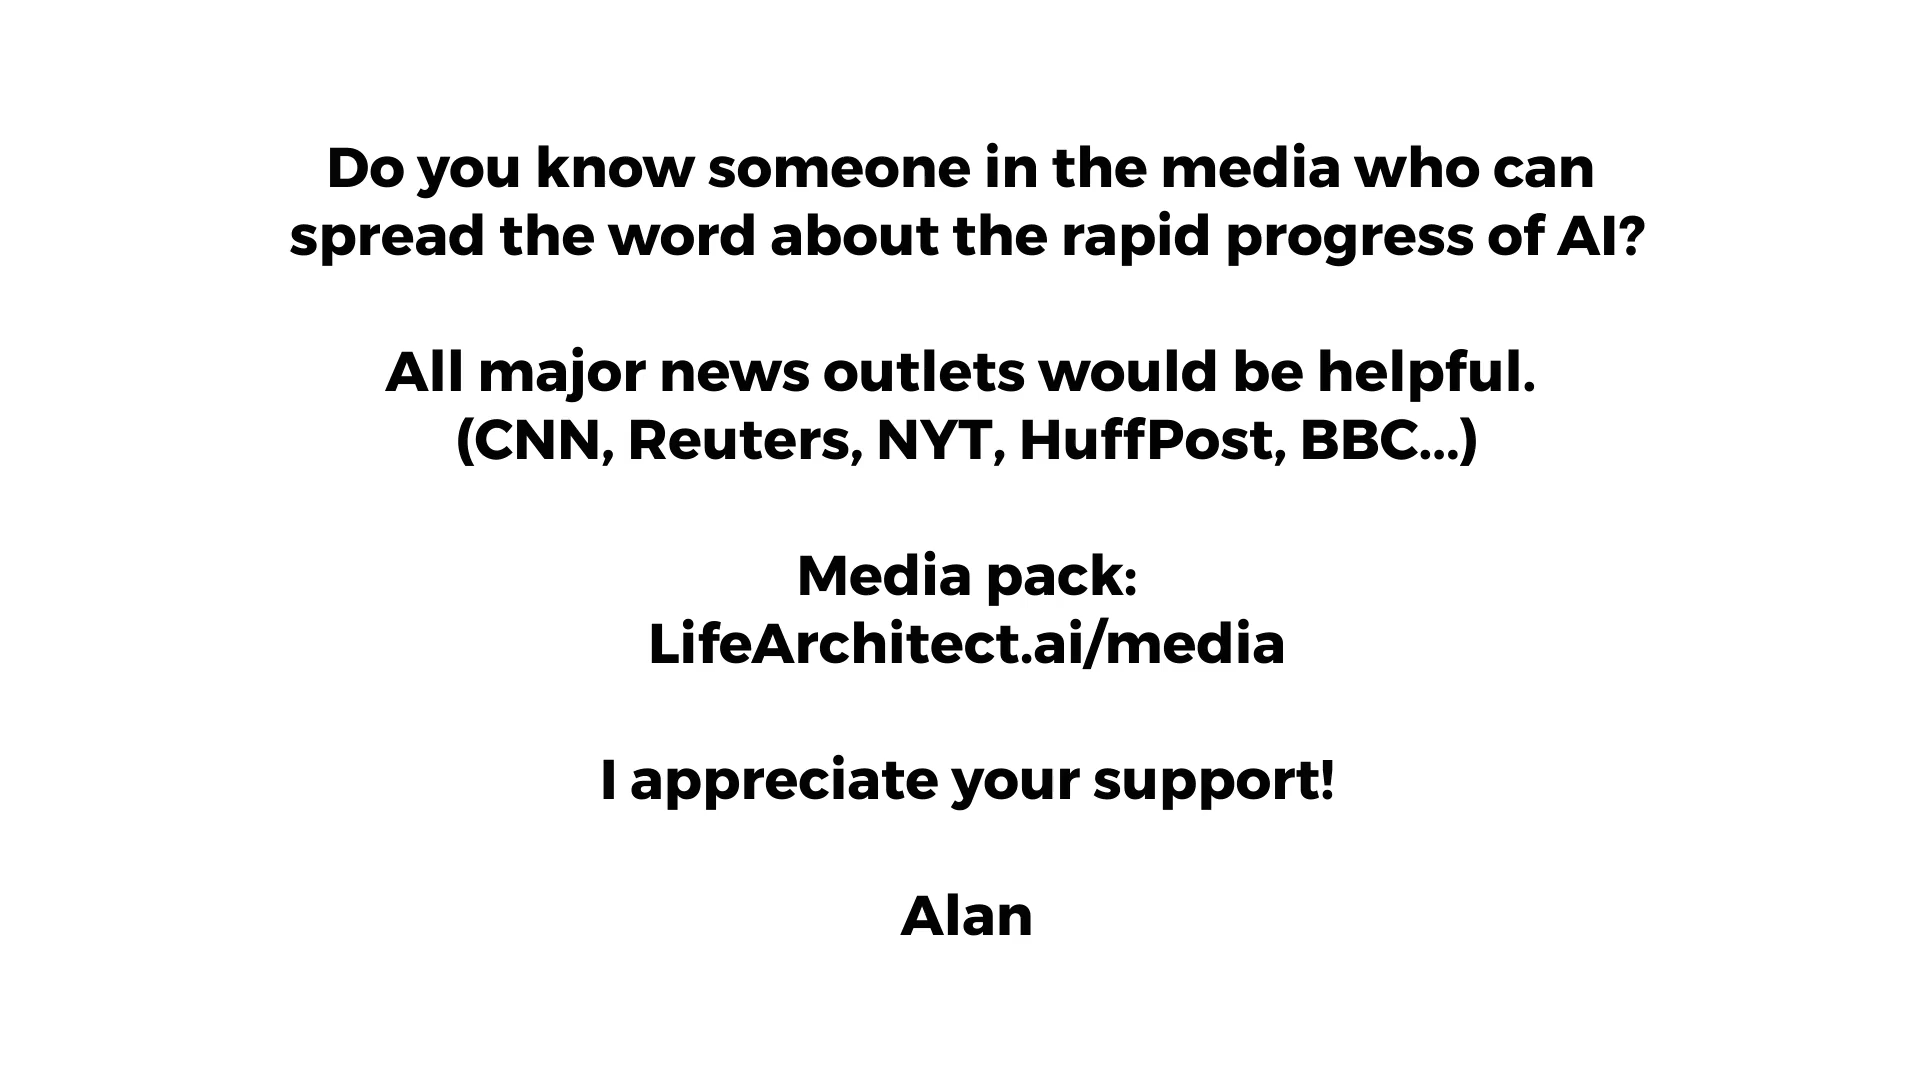 Do you know someone in the media who can
spread the word about the rapid progress of AI?
All major news outlets would be helpful.
(CNN, Reuters, NYT, HuffPost, BBC...)
Media pack:
LifeArchitect.ai/media
I appreciate your support!
Alan